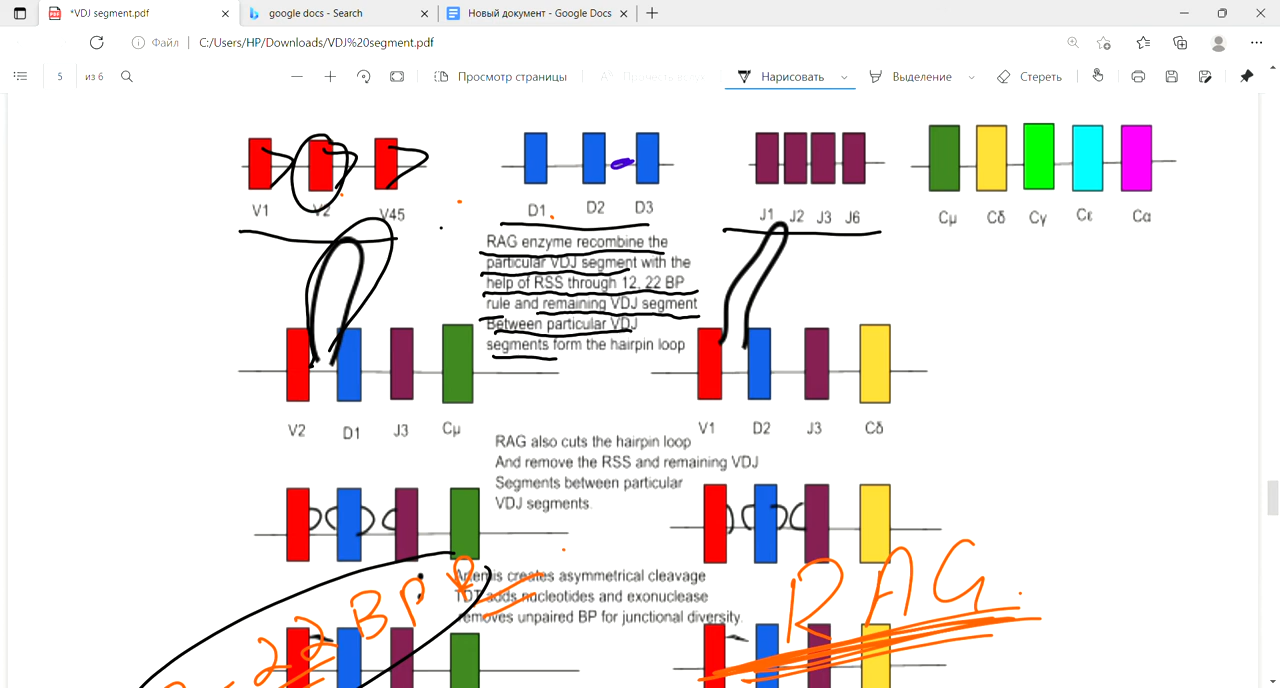 *VDJ segment.pdf
google docs - Search
Новый документ - Google Docs
Файл
C:/Users/HP/Downloads/VDJ%20segment.pdf
5 из 6
Просмотр страницы
Нарисовать
Выделение
Стереть
V1 V2 V45
D1 D2 D3
J1 J2 J3 J6
Cμ Cδ Cγ Cε Cα
RAG enzyme recombine the
particular VDJ segment with the
help of RSS through 12, 22 BP
rule and remaining VDJ segment
Between particular VDJ
segments form the hairpin loop
V2 D1 J3 Cμ
V1 D2 J3 Cδ
RAG also cuts the hairpin loop
And remove the RSS and remaining VDJ
Segments between particular
VDJ segments.
Artemis creates asymmetrical cleavage
TDT adds nucleotides and exonuclease
removes unpaired BP for junctional diversity.
22 BP
RAG